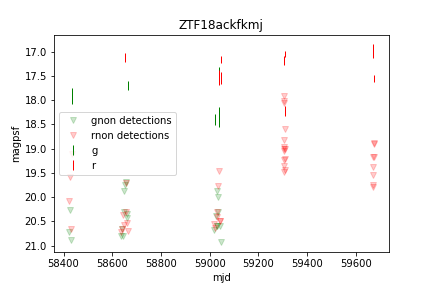 ZTF18ackfkmj
17.0
17.5
18.0
18.5
19.0
19.5
20.0
20.5
21.0
magpsf
gnon detections
rnon detections
g
r
58400 58600 58800 59000 59200 59400 59600
mjd